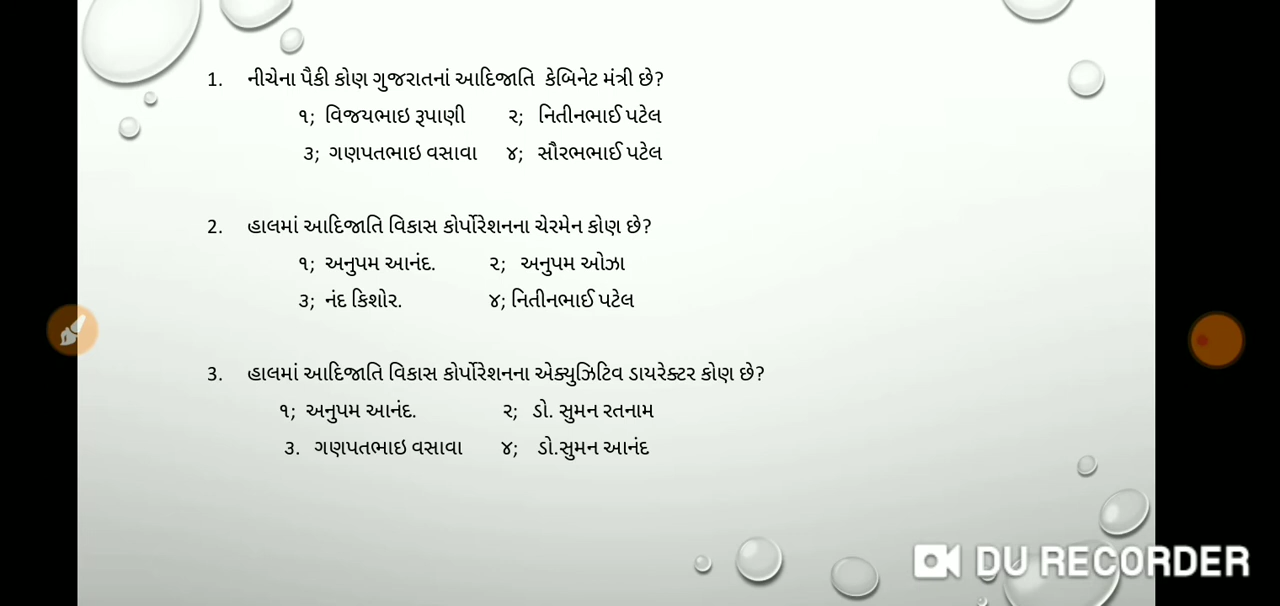 1. નીચેના પૈકી કોણ ગુજરાતનાં આદિજાતિ કેબિનેટ મંત્રી છે?
૧; વિજયભાઇ રૂપાણી ૨; નિતીનભાઈ પટેલ
૩; ગણપતભાઇ વસાવા ૪; સૌરભભાઈ પટેલ
2. હાલમાં આદિજાતિ વિકાસ કોર્પોરેશનના ચેરમેન કોણ છે?
૧; અનુપમ આનંદ. ૨; અનુપમ ઓઝા
૩; નંદ કિશોર. ૪; નિતીનભાઈ પટેલ
3. હાલમાં આદિજાતિ વિકાસ કોર્પોરેશનના એક્યુઝિટિવ ડાયરેક્ટર કોણ છે?
૧; અનુપમ આનંદ. ૨; ડો. સુમન રતનામ
૩. ગણપતભાઇ વસાવા ૪; ડો.સુમન આનંદ
DU RECORDER